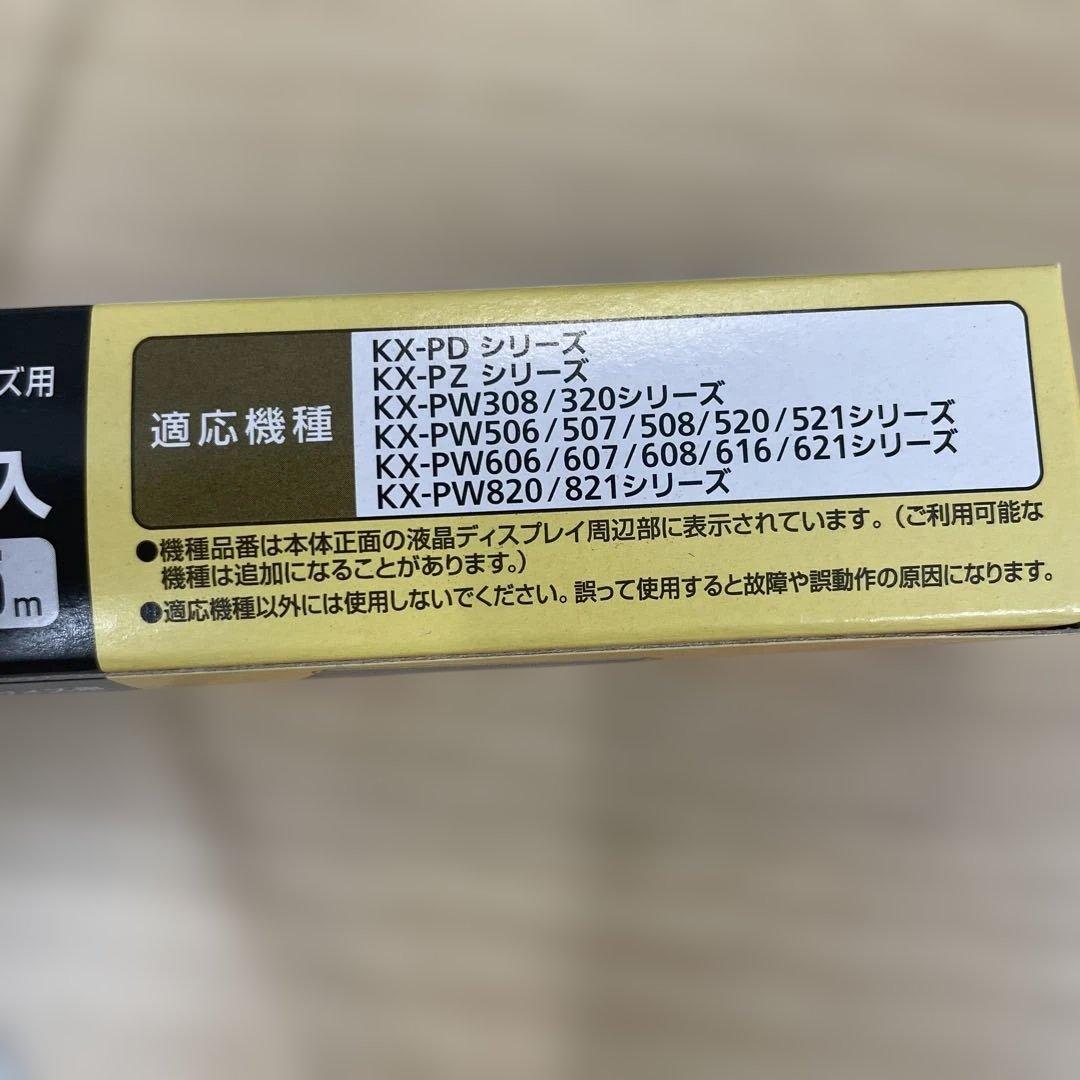 ズ用
入
m
適応機種
KX-PD シリーズ
KX-PZ シリーズ
KX-PW308/320シリーズ
KX-PW506/507/508/520/521シリーズ
KX-PW606/607/608/616/621シリーズ
KX-PW820/821シリーズ
●機種品番は本体正面の液晶ディスプレイ周辺部に表示されています。(ご利用可能な
機種は追加になることがあります。)
●適応機種以外には使用しないでください。誤って使用すると故障や誤動作の原因になります。